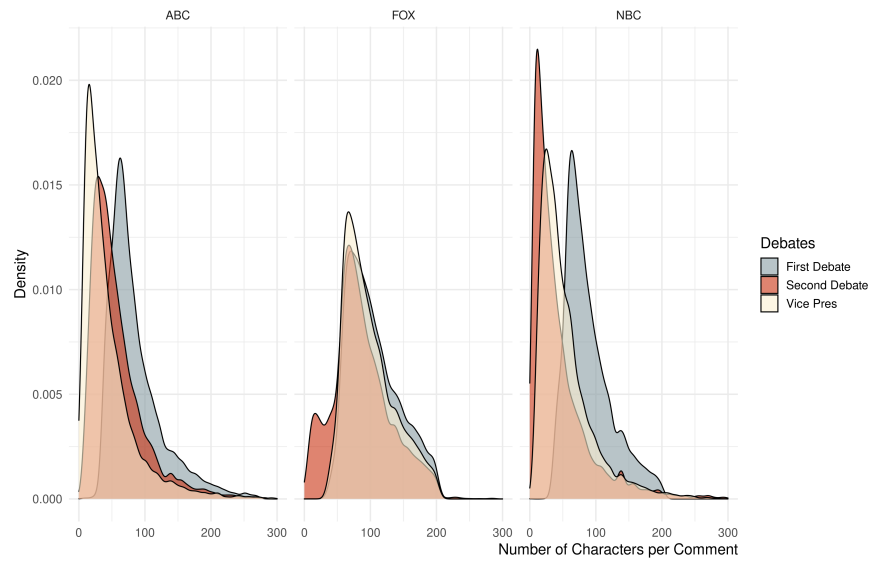 ABC
FOX
NBC
0.020
0.015
0.010
0.005
0.000
Density
0 100 200 300 0 100 200 300 0 100 200 300
Number of Characters per Comment
Debates
First Debate
Second Debate
Vice Pres